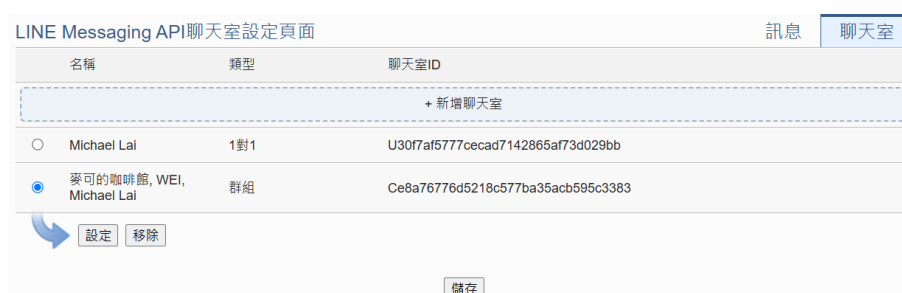 LINE Messaging API聊天室設定頁面
訊息
聊天室
名稱
類型
聊天室ID
+ 新增聊天室
Michael Lai
1對1
U30f7af5777cecad7142865af73d029bb
麥可的咖啡館, WEI,
Michael Lai
群組
Ce8a76776d5218c577ba35acb595c3383
設定
移除
儲存